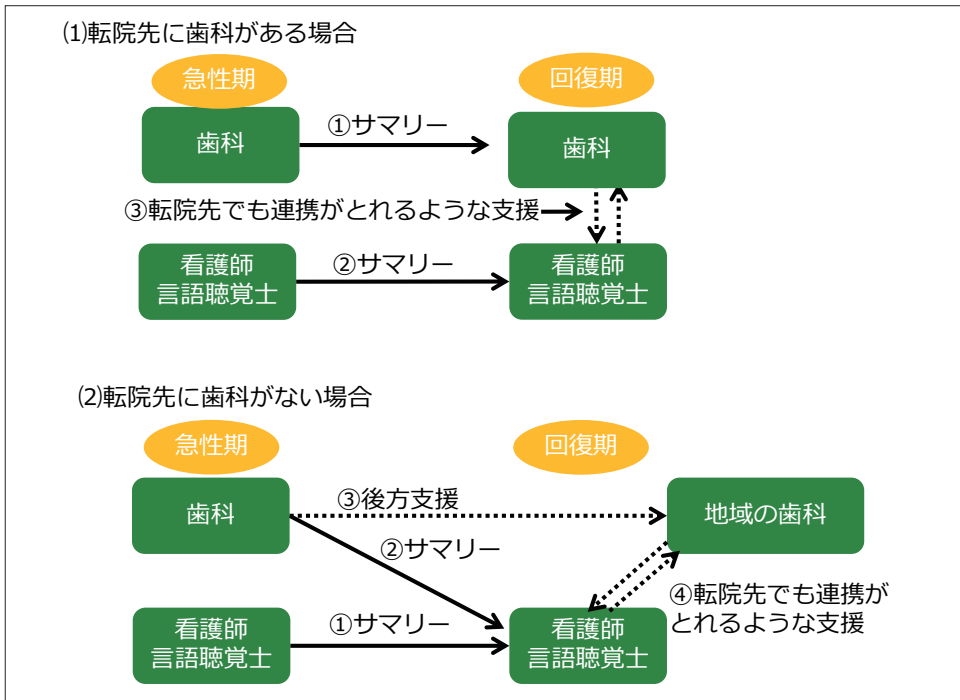 ⑴転院先に歯科がある場合
急性期
回復期
歯科
①サマリー
歯科
③転院先でも連携がとれるような支援
看護師
言語聴覚士
②サマリー
看護師
言語聴覚士
⑵転院先に歯科がない場合
急性期
回復期
歯科
③後方支援
地域の歯科
②サマリー
④転院先でも連携が
とれるような支援
看護師
言語聴覚士
①サマリー
看護師
言語聴覚士